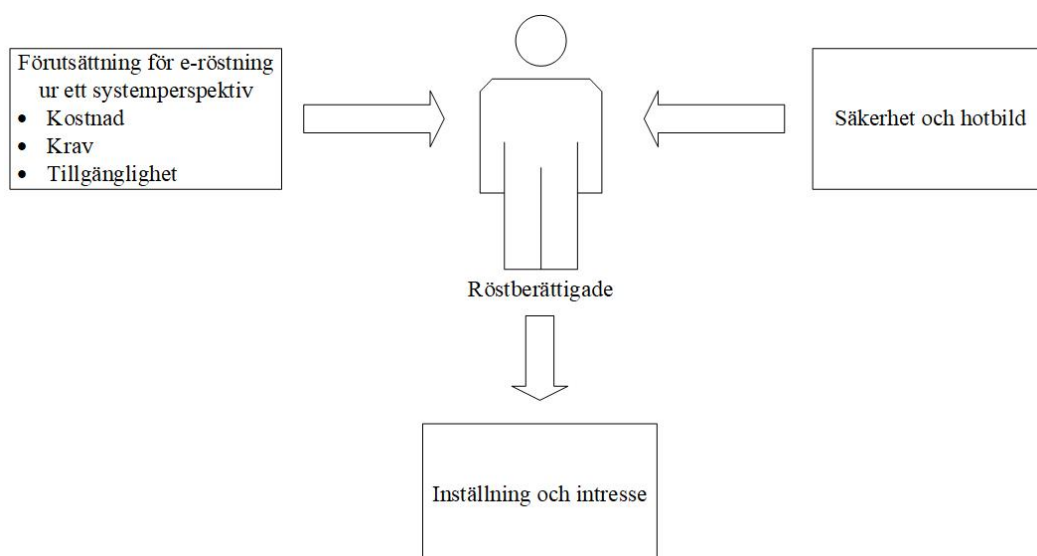 Förutsättning för e-röstning
ur ett systemperspektiv
• Kostnad
• Krav
• Tillgänglighet
Säkerhet och hotbild
Röstberättigade
Inställning och intresse